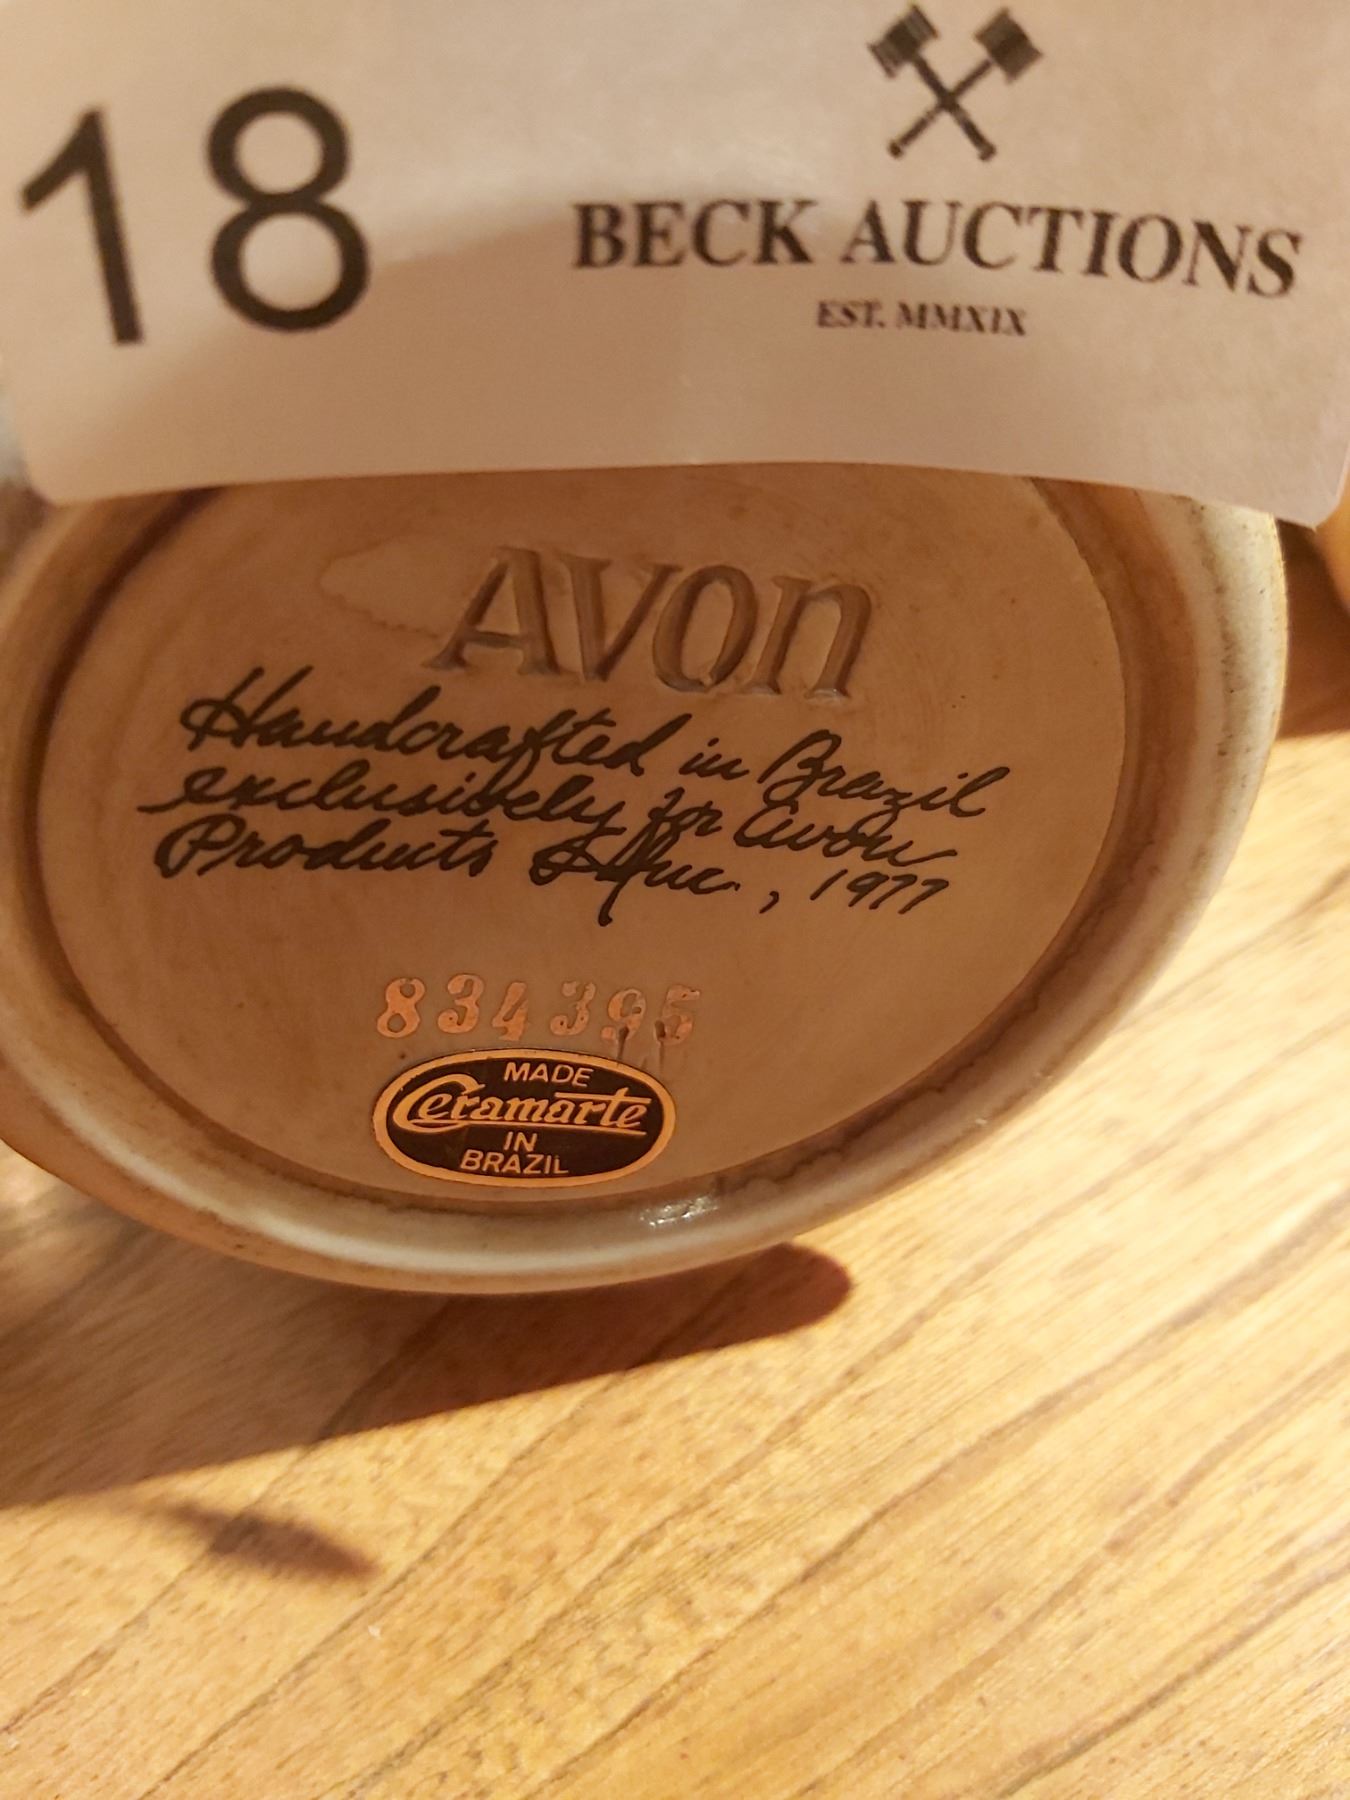 18
BECK AUCTIONS
EST. MMXIX
AVON
Handcrafted in Brazil
exclusively for Avon
Products Inc., 1977
834395
MADE
Ceramarte
IN
BRAZIL